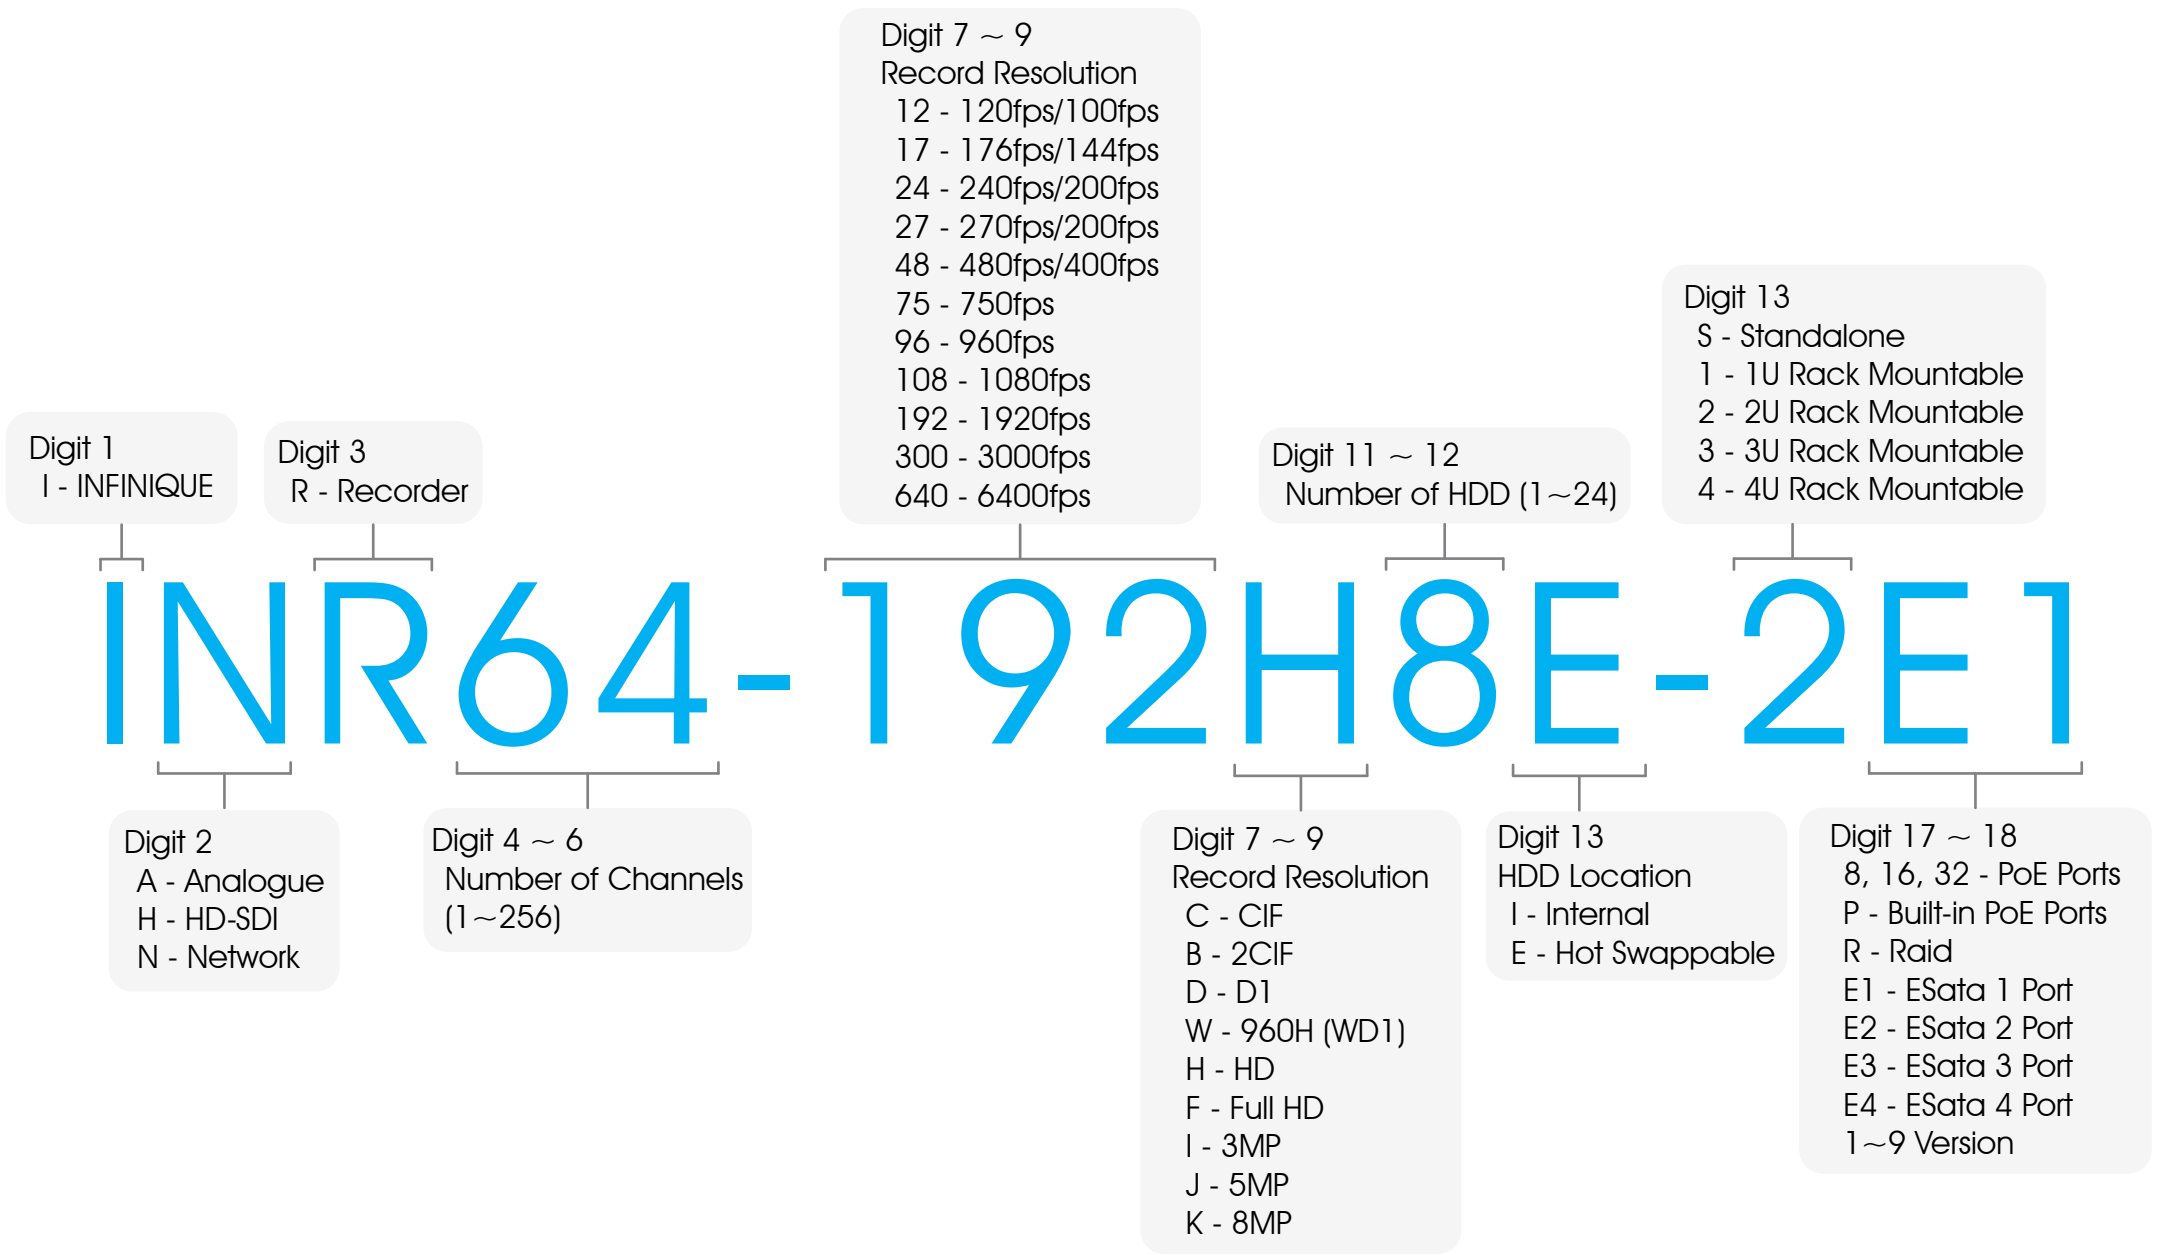 Digit 7 ~ 9
Record Resolution
12 - 120fps/100fps
17 - 176fps/144fps
24 - 240fps/200fps
27 - 270fps/200fps
48 - 480fps/400fps
75 - 750fps
96 - 960fps
108 - 1080fps
192 - 1920fps
300 - 3000fps
640 - 6400fps
Digit 13
S - Standalone
1 - 1U Rack Mountable
2 - 2U Rack Mountable
3 - 3U Rack Mountable
4 - 4U Rack Mountable
Digit 1
I - INFINIQUE
Digit 3
R - Recorder
Digit 11 ~ 12
Number of HDD (1~24)
INR64-192H8E-2E1
Digit 2
A - Analogue
H - HD-SDI
N - Network
Digit 4 ~ 6
Number of Channels
(1~256)
Digit 7 ~ 9
Record Resolution
C - CIF
B - 2CIF
D - D1
W - 960H (WD1)
H - HD
F - Full HD
I - 3MP
J - 5MP
K - 8MP
Digit 13
HDD Location
I - Internal
E - Hot Swappable
Digit 17 ~ 18
8, 16, 32 - PoE Ports
P - Built-in PoE Ports
R - Raid
E1 - ESata 1 Port
E2 - ESata 2 Port
E3 - ESata 3 Port
E4 - ESata 4 Port
1~9 Version